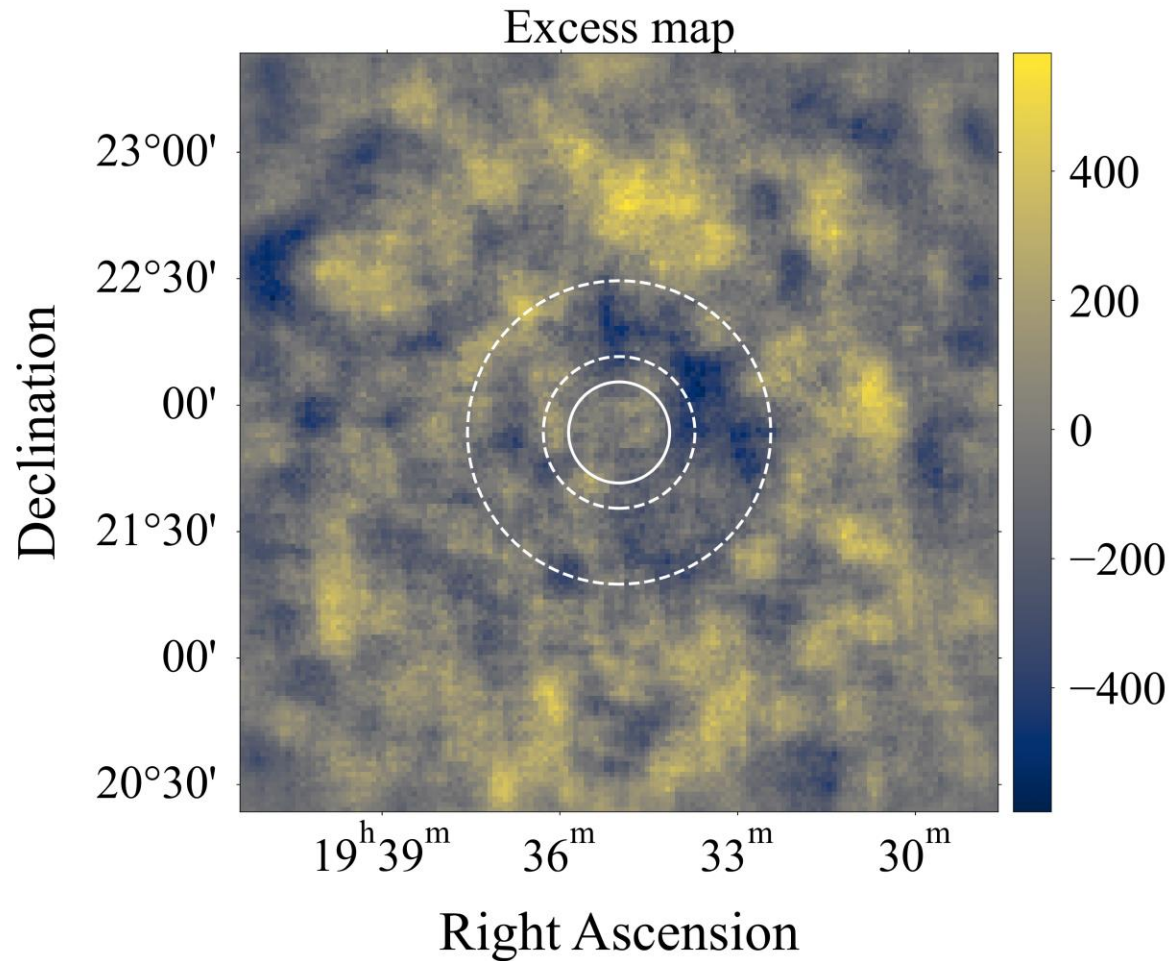 Excess map
23°00'
22°30'
00'
21°30'
00'
20°30'
Declination
19ʰ39ᵐ
36ᵐ
33ᵐ
30ᵐ
Right Ascension
400
200
0
−200
−400